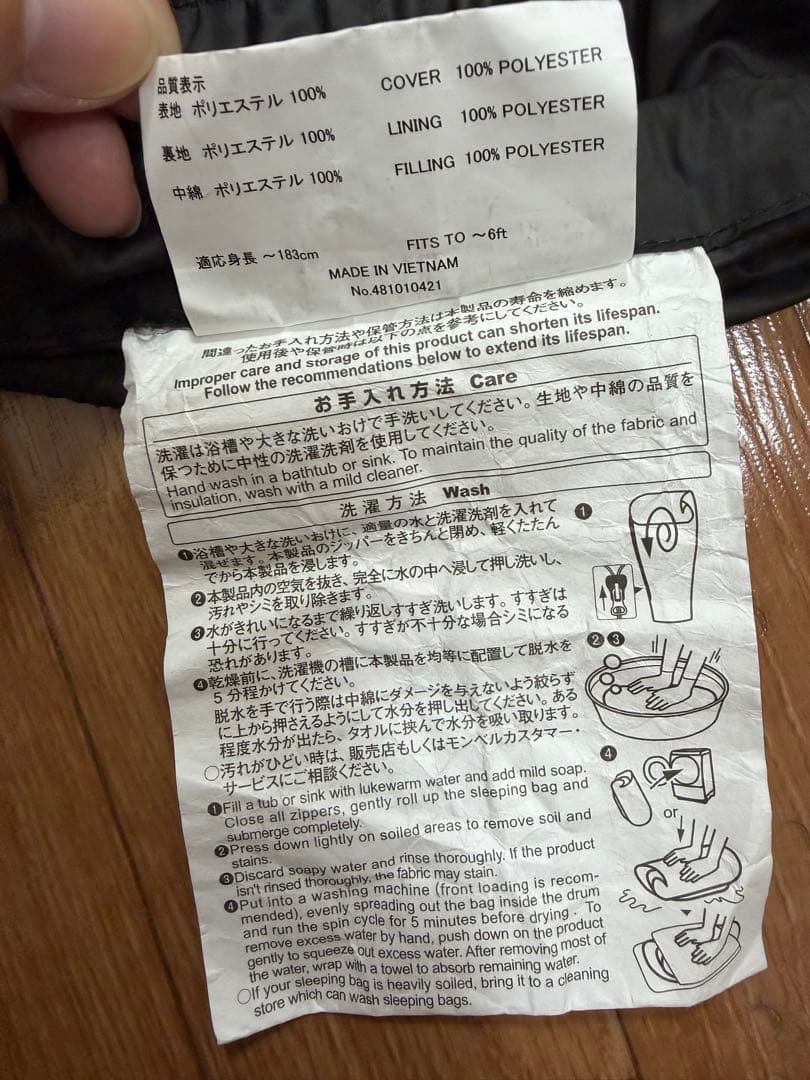 品質表示
表地 ポリエステル 100% COVER 100% POLYESTER
裏地 ポリエステル 100% LINING 100% POLYESTER
中綿 ポリエステル 100% FILLING 100% POLYESTER
適応身長 ～183cm FITS TO ～6ft
MADE IN VIETNAM
No.481010421
間違ったお手入れ方法や保管方法は本製品の寿命を縮めます。
使用後や保管時は以下の点を参考にしてください。
Improper care and storage of this product can shorten its lifespan.
Follow the recommendations below to extend its lifespan.
お手入れ方法 Care
洗濯は浴槽や大きな洗いおけで手洗いしてください。生地や中綿の品質を
保つために中性の洗濯洗剤を使用してください。
Hand wash in a bathtub or sink. To maintain the quality of the fabric and
insulation, wash with a mild cleaner.
洗濯方法 Wash
❶浴槽や大きな洗いおけに、適量の水と洗濯洗剤を入れて
混ぜます。本製品のジッパーをきちんと閉め、軽くたたん
でから本製品を浸します。
❷本製品内の空気を抜き、完全に水の中へ浸して押し洗いし、
汚れやシミを取り除きます。
❸水がきれいになるまで繰り返しすすぎ洗いします。すすぎは
十分に行ってください。すすぎが不十分な場合シミになる
恐れがあります。
❹乾燥前に、洗濯機の槽に本製品を均等に配置して脱水を
5分程かけてください。
脱水を手で行う際は中綿にダメージを与えないよう絞らず
に上から押さえるようにして水分を押し出してください。ある
程度水分が出たら、タオルに挟んで水分を吸い取ります。
○汚れがひどい時は、販売店もしくはモンベルカスタマー・
サービスにご相談ください。
❶Fill a tub or sink with lukewarm water and add mild soap.
Close all zippers, gently roll up the sleeping bag and
submerge completely.
❷Press down lightly on soiled areas to remove soil and
stains.
❸Discard soapy water and rinse thoroughly. If the product
isn't rinsed thoroughly, the fabric may stain.
❹Put into a washing machine (front loading is recom-
mended), evenly spreading out the bag inside the drum
and run the spin cycle for 5 minutes before drying . To
remove excess water by hand, push down on the product
gently to squeeze out excess water. After removing most of
the water, wrap with a towel to absorb remaining water.
○If your sleeping bag is heavily soiled, bring it to a cleaning
store which can wash sleeping bags.
❶
❷❸
❹
or